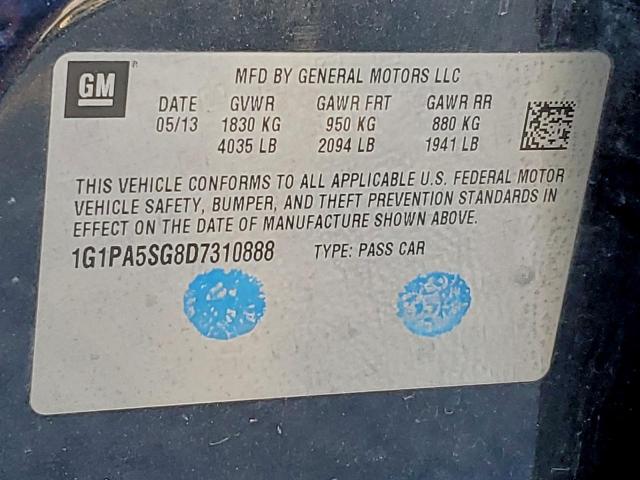 GM ®
MFD BY GENERAL MOTORS LLC
DATE GVWR GAWR FRT GAWR RR
05/13 1830 KG 950 KG 880 KG
4035 LB 2094 LB 1941 LB
THIS VEHICLE CONFORMS TO ALL APPLICABLE U.S. FEDERAL MOTOR
VEHICLE SAFETY, BUMPER, AND THEFT PREVENTION STANDARDS IN
EFFECT ON THE DATE OF MANUFACTURE SHOWN ABOVE.
1G1PA5SG8D7310888 TYPE: PASS CAR